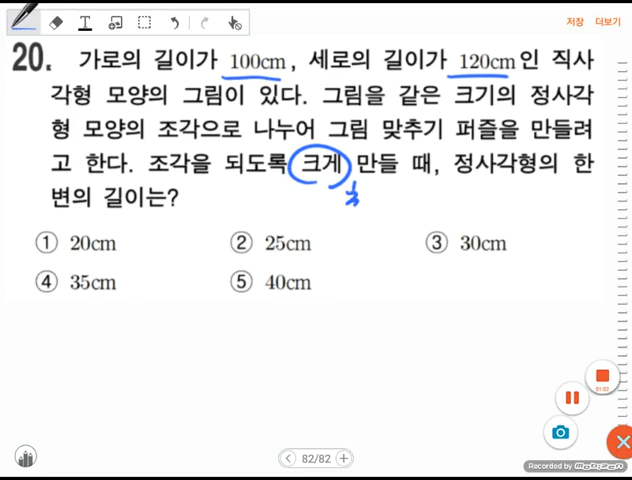 저장 더보기
20. 가로의 길이가 100cm, 세로의 길이가 120cm인 직사
각형 모양의 그림이 있다. 그림을 같은 크기의 정사각
형 모양의 조각으로 나누어 그림 맞추기 퍼즐을 만들려
고 한다. 조각을 되도록 크게 만들 때, 정사각형의 한
변의 길이는?
① 20cm ② 25cm ③ 30cm
④ 35cm ⑤ 40cm
01:02
82/82
Recorded by Mobizen